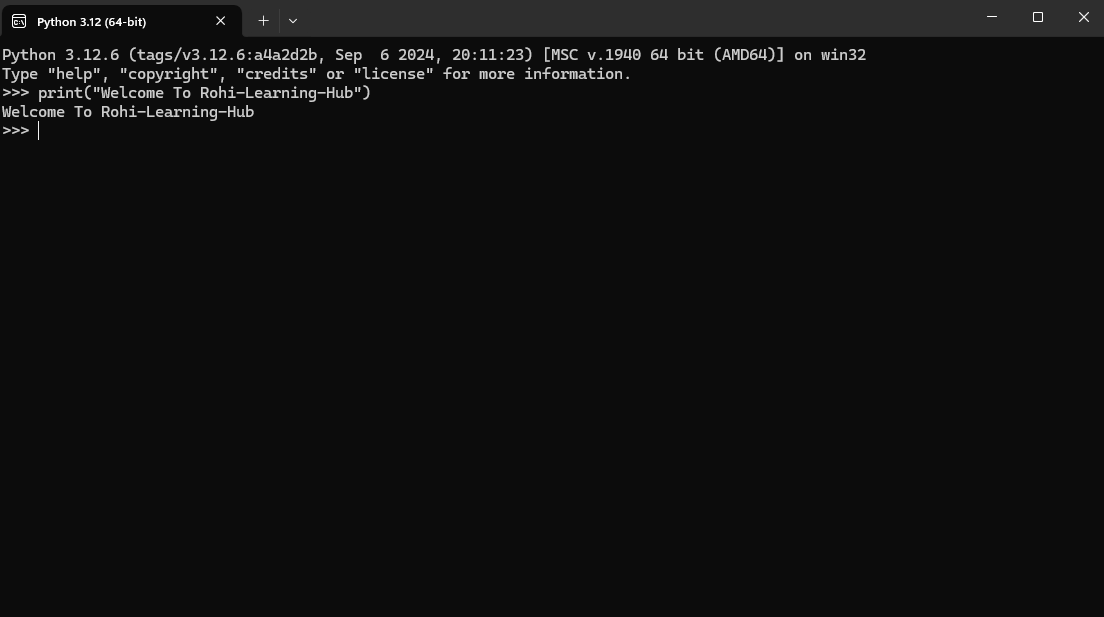 Python 3.12 (64-bit)
Python 3.12.6 (tags/v3.12.6:a4a2d2b, Sep  6 2024, 20:11:23) [MSC v.1940 64 bit (AMD64)] on win32
Type "help", "copyright", "credits" or "license" for more information.
>>> print("Welcome To Rohi-Learning-Hub")
Welcome To Rohi-Learning-Hub
>>>